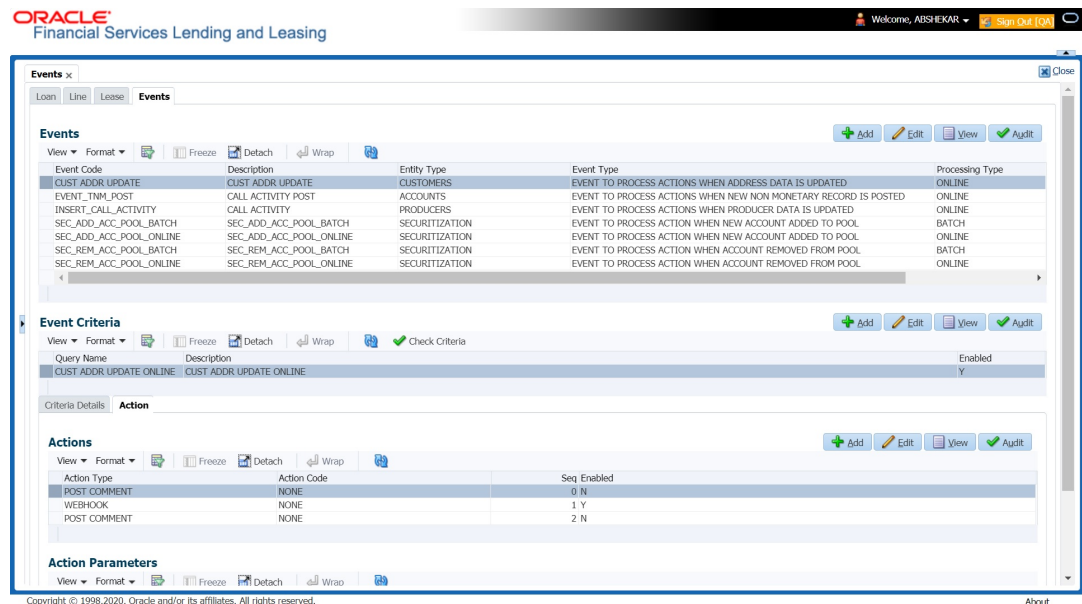 ORACLE
Financial Services Lending and Leasing
Welcome, ABSHEKAR
Sign Out [QA]
Events
Close
Loan Line Lease Events
Events
Add Edit View Audit
View Format Freeze Detach Wrap
Event Code Description Entity Type Event Type Processing Type
CUST ADDR UPDATE CUST ADDR UPDATE CUSTOMERS EVENT TO PROCESS ACTIONS WHEN ADDRESS DATA IS UPDATED ONLINE
EVENT_TNM_POST CALL ACTIVITY POST ACCOUNTS EVENT TO PROCESS ACTIONS WHEN NEW NON MONETARY RECORD IS POSTED ONLINE
INSERT_CALL_ACTIVITY CALL ACTIVITY PRODUCERS EVENT TO PROCESS ACTIONS WHEN PRODUCER DATA IS UPDATED ONLINE
SEC_ADD_ACC_POOL_BATCH SEC_ADD_ACC_POOL_BATCH SECURITIZATION EVENT TO PROCESS ACTION WHEN NEW ACCOUNT ADDED TO POOL BATCH
SEC_ADD_ACC_POOL_ONLINE SEC_ADD_ACC_POOL_ONLINE SECURITIZATION EVENT TO PROCESS ACTION WHEN NEW ACCOUNT ADDED TO POOL ONLINE
SEC_REM_ACC_POOL_BATCH SEC_REM_ACC_POOL_BATCH SECURITIZATION EVENT TO PROCESS ACTION WHEN ACCOUNT REMOVED FROM POOL BATCH
SEC_REM_ACC_POOL_ONLINE SEC_REM_ACC_POOL_ONLINE SECURITIZATION EVENT TO PROCESS ACTION WHEN ACCOUNT REMOVED FROM POOL ONLINE
Event Criteria
Add Edit View Audit
View Format Freeze Detach Wrap Check Criteria
Query Name Description Enabled
CUST ADDR UPDATE ONLINE CUST ADDR UPDATE ONLINE Y
Criteria Details Action
Actions
Add Edit View Audit
View Format Freeze Detach Wrap
Action Type Action Code Seq Enabled
POST COMMENT NONE 0 N
WEBHOOK NONE 1 Y
POST COMMENT NONE 2 N
Action Parameters
View Format Freeze Detach Wrap
Copyright © 1998,2020, Oracle and/or its affiliates. All rights reserved.
About